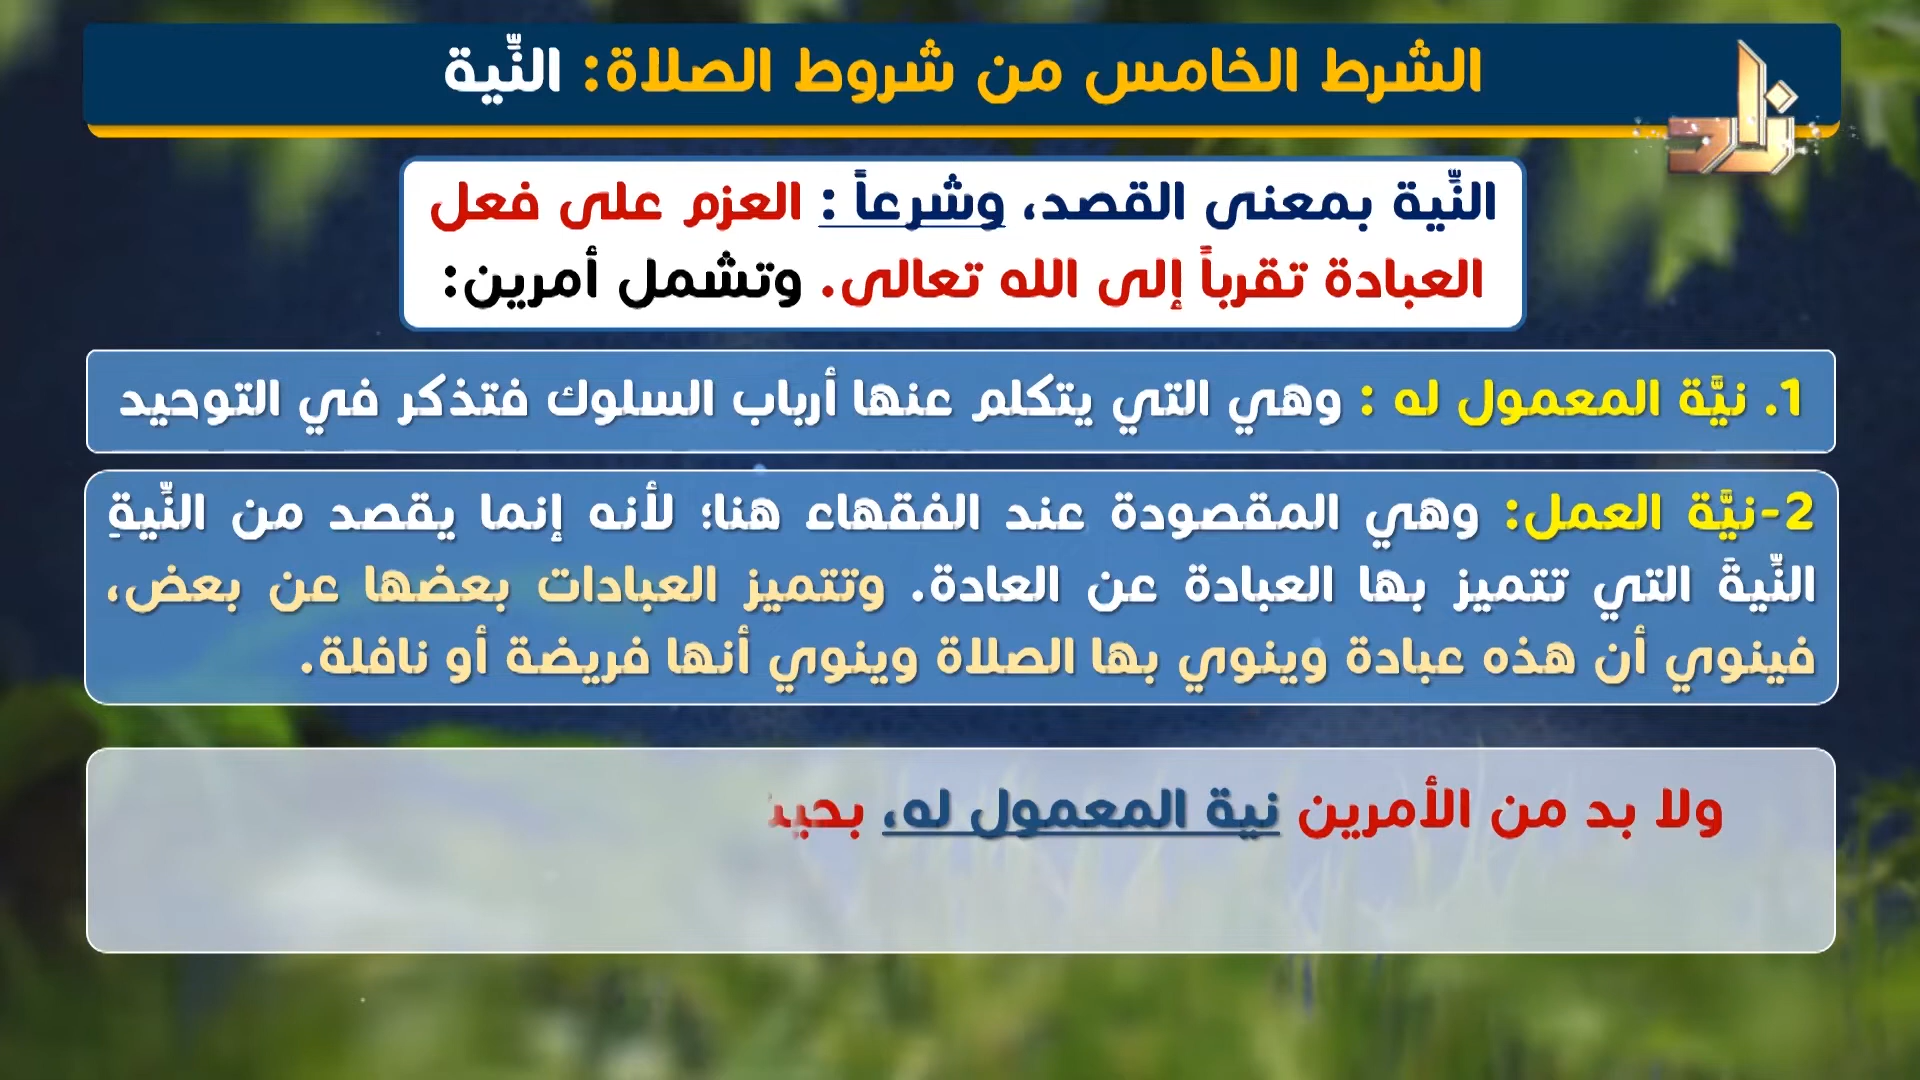 الشرط الخامس من شروط الصلاة: النِّية
زاد
النِّية بمعنى القصد، وشرعاً : العزم على فعل
العبادة تقرباً إلى الله تعالى. وتشمل أمرين:
1. نيَّة المعمول له : وهي التي يتكلم عنها أرباب السلوك فتذكر في التوحيد
2-نيَّة العمل: وهي المقصودة عند الفقهاء هنا؛ لأنه إنما يقصد من النِّيةِ
النِّيةَ التي تتميز بها العبادة عن العادة. وتتميز العبادات بعضها عن بعض،
فينوي أن هذه عبادة وينوي بها الصلاة وينوي أنها فريضة أو نافلة.
ولا بد من الأمرين نية المعمول له،